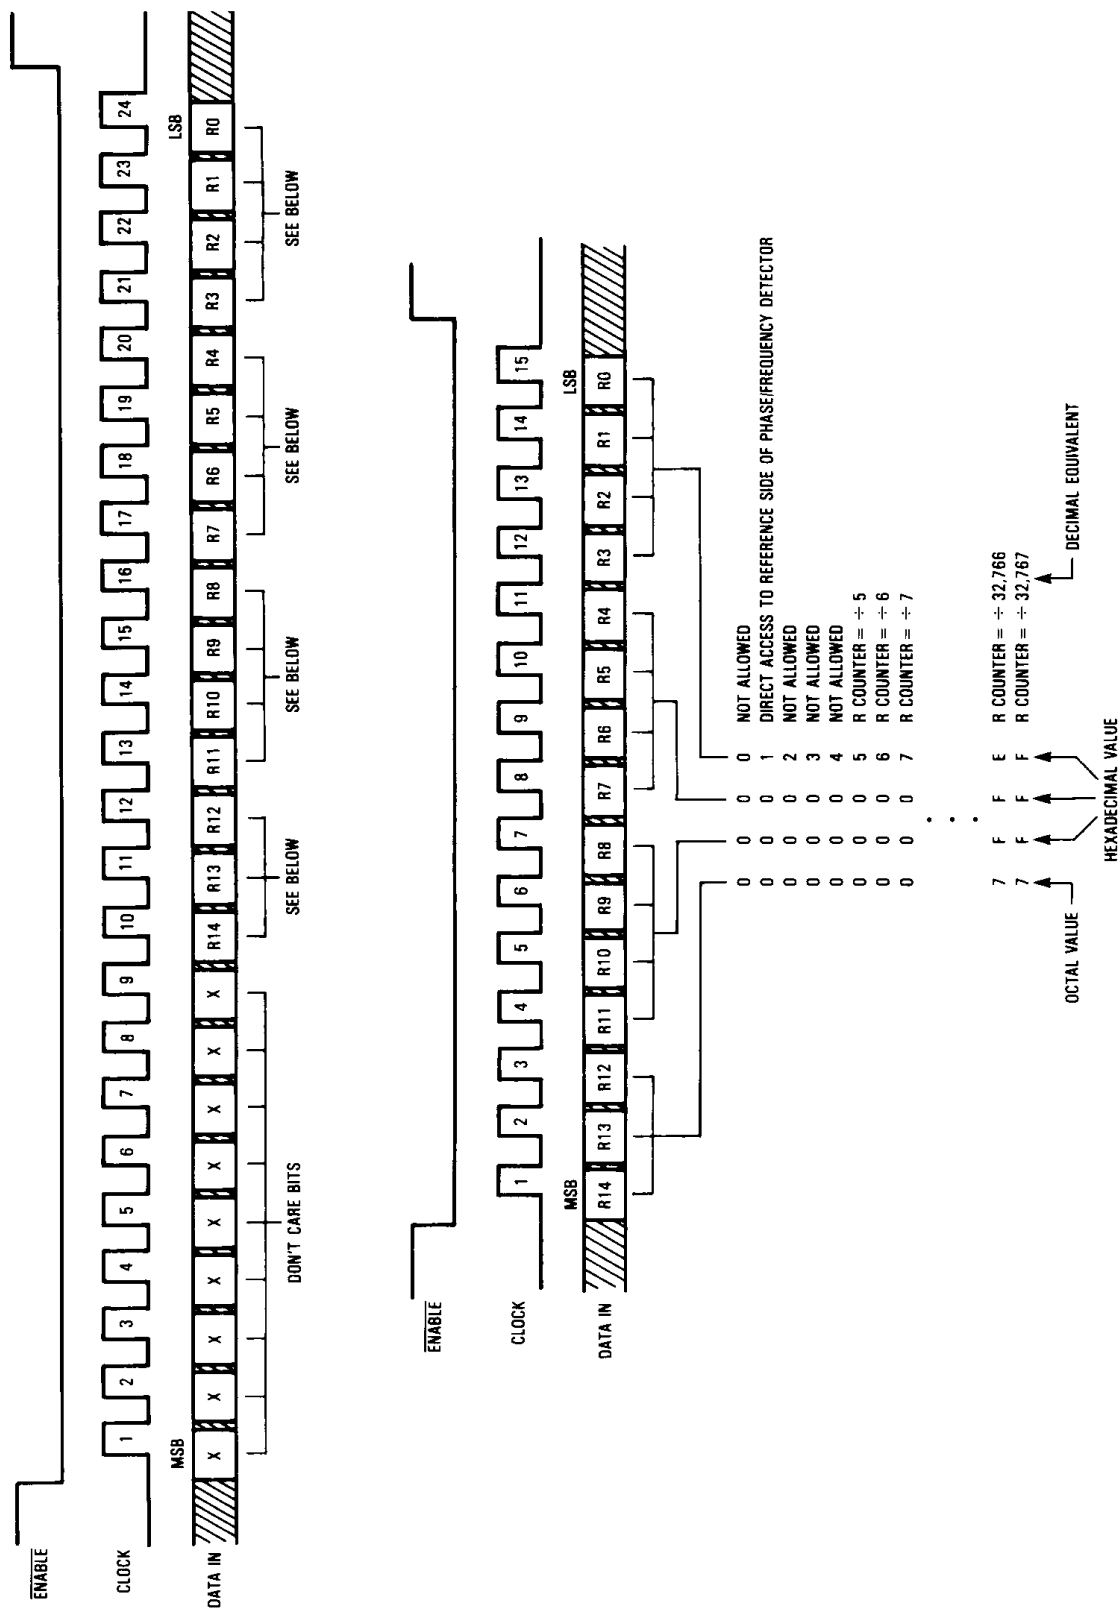 ENABLE
CLOCK
1 2 3 4 5 6 7 8 9 10 11 12 13 14 15 16 17 18 19 20 21 22 23 24
MSB LSB
DATA IN X X X X X X X X X R14 R13 R12 R11 R10 R9 R8 R7 R6 R5 R4 R3 R2 R1 R0
DON'T CARE BITS SEE BELOW SEE BELOW SEE BELOW SEE BELOW
ENABLE
CLOCK
1 2 3 4 5 6 7 8 9 10 11 12 13 14 15
MSB LSB
DATA IN R14 R13 R12 R11 R10 R9 R8 R7 R6 R5 R4 R3 R2 R1 R0
0 0 0 0 NOT ALLOWED
0 0 0 1 DIRECT ACCESS TO REFERENCE SIDE OF PHASE/FREQUENCY DETECTOR
0 0 0 2 NOT ALLOWED
0 0 0 3 NOT ALLOWED
0 0 0 4 NOT ALLOWED
0 0 0 5 R COUNTER = ÷ 5
0 0 0 6 R COUNTER = ÷ 6
0 0 0 7 R COUNTER = ÷ 7
. . .
7 F F E R COUNTER = ÷ 32,766
7 F F F R COUNTER = ÷ 32,767
OCTAL VALUE DECIMAL EQUIVALENT
HEXADECIMAL VALUE